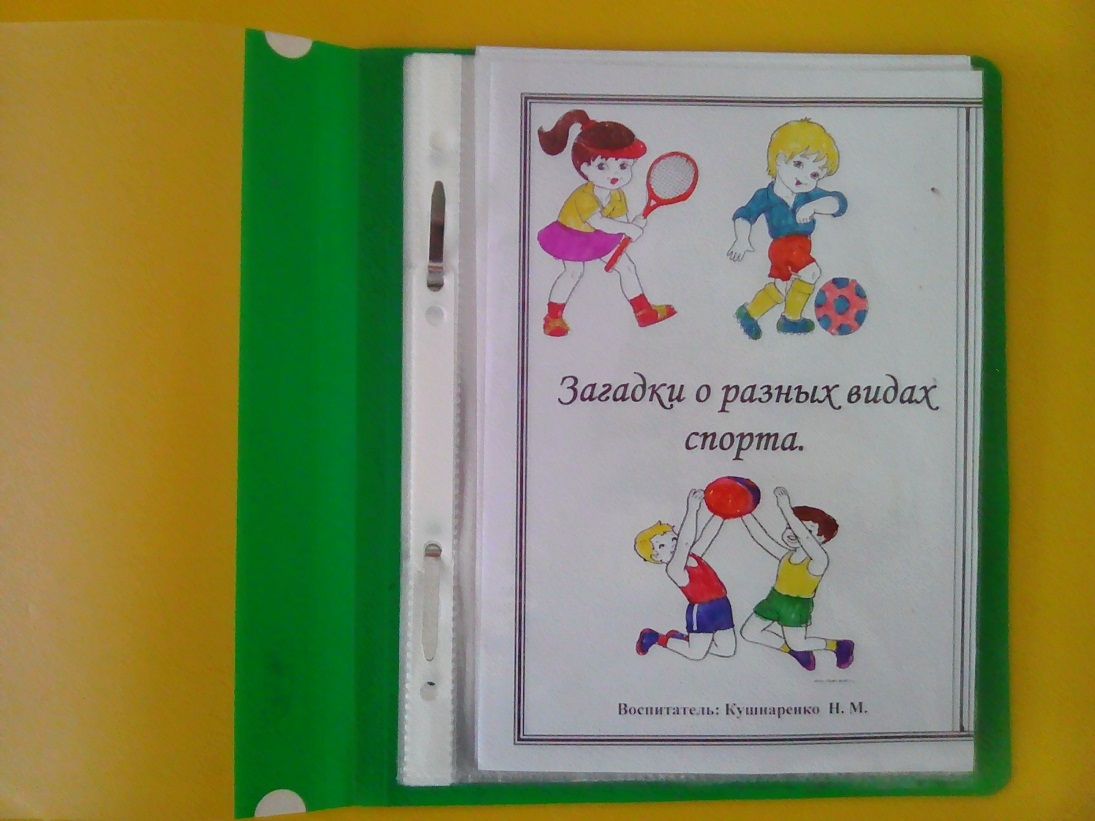 Загадки о разных видах
спорта.
Воспитатель: Кушнаренко Н. М.